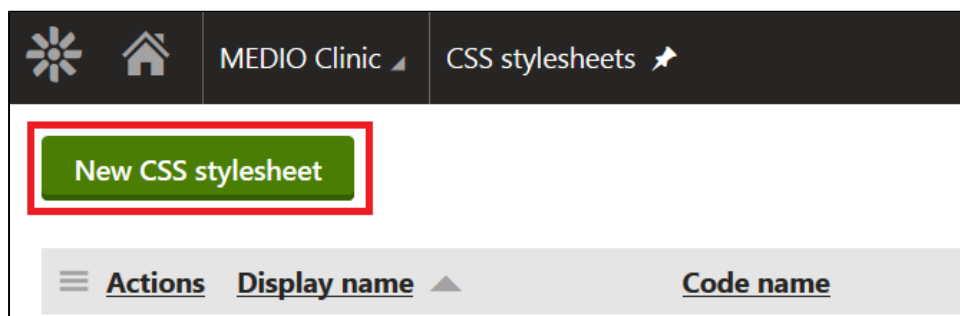 MEDIO Clinic CSS stylesheets
New CSS stylesheet
Actions Display name Code name